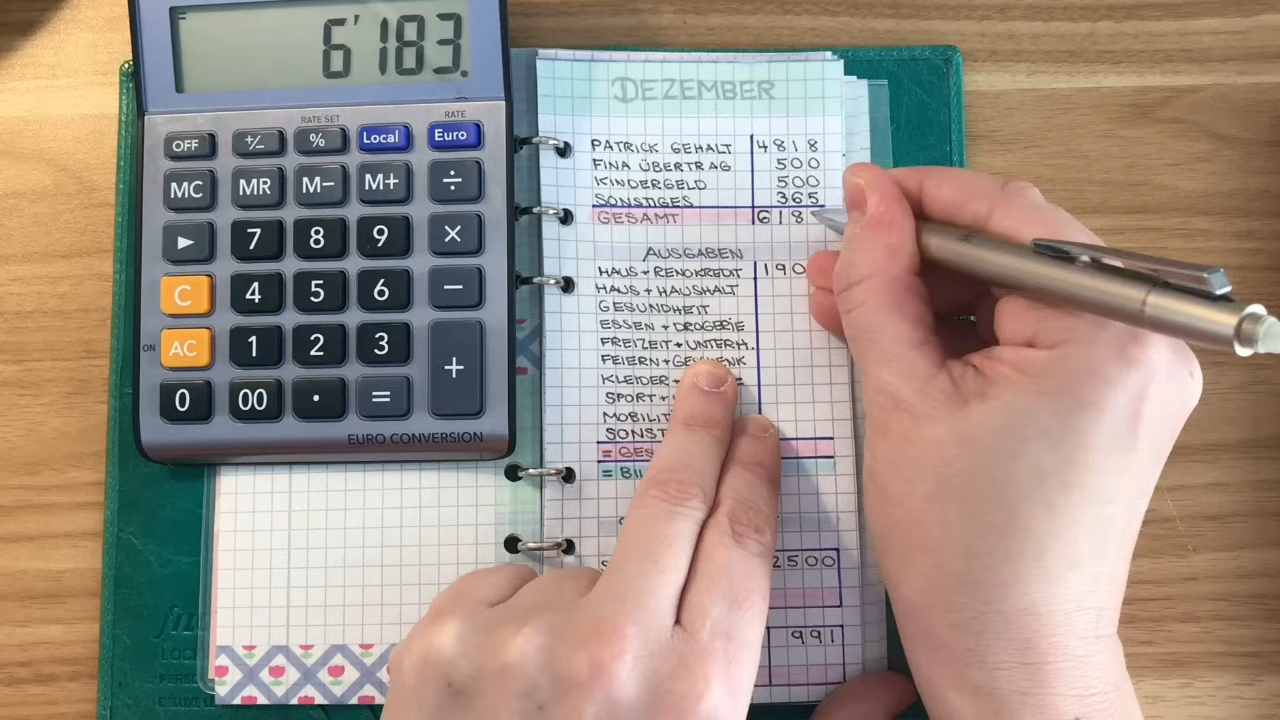 6'183.
RATE SET
RATE
OFF
+/−
%
Local
Euro
MC
MR
M−
M+
÷
►
7
8
9
×
C
4
5
6
−
ON
AC
1
2
3
+
0
00
•
=
EURO CONVERSION
DEZEMBER
PATRICK GEHALT 4818
FINA ÜBERTRAG 500
KINDERGELD 500
SONSTIGES 365
GESAMT 618
AUSGABEN
HAUS + RENOKREDIT 190
HAUS + HAUSHALT
GESUNDHEIT
ESSEN + DROGERIE
FREIZEIT + UNTERH.
FEIERN + GESCHENK
KLEIDER +
SPORT +
MOBILIT
SONST
= GES
= BI
2500
991